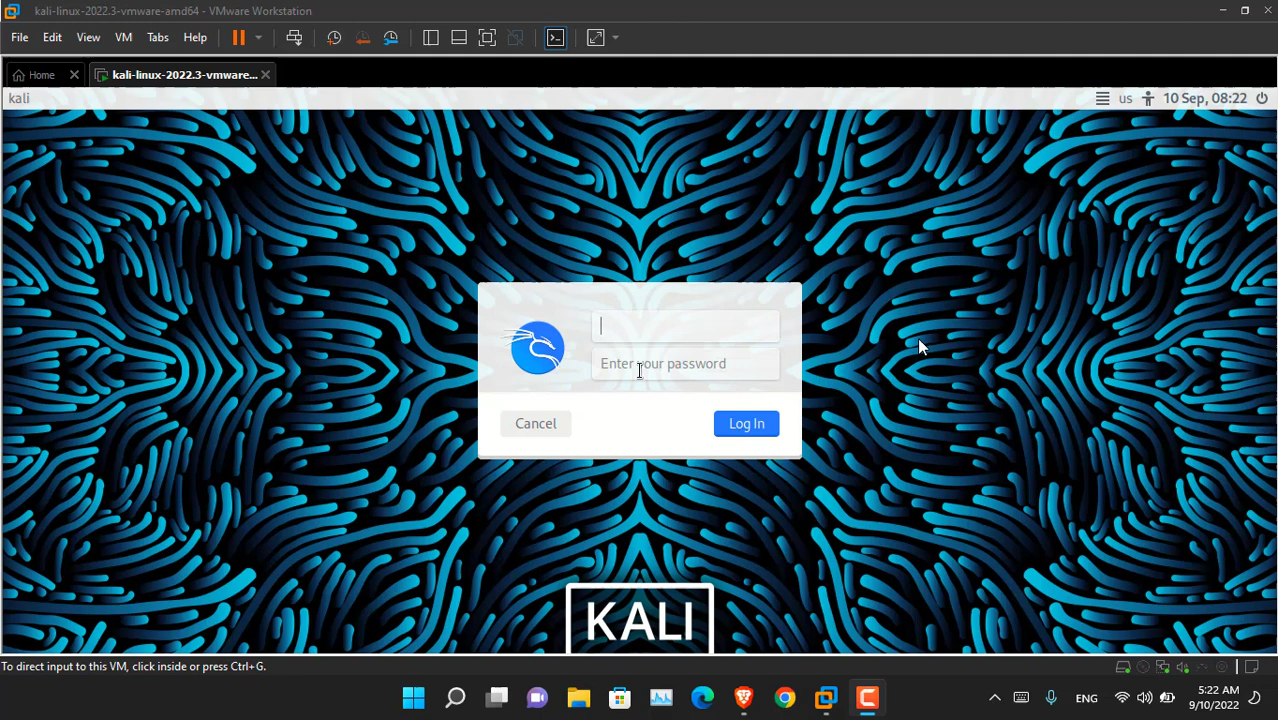 kali-linux-2022.3-vmware-amd64 - VMware Workstation
File Edit View VM Tabs Help
Home kali-linux-2022.3-vmware...
kali us 10 Sep, 08:22
Enter your password
Cancel Log In
KALI
To direct input to this VM, click inside or press Ctrl+G.
ENG 5:22 AM
9/10/2022